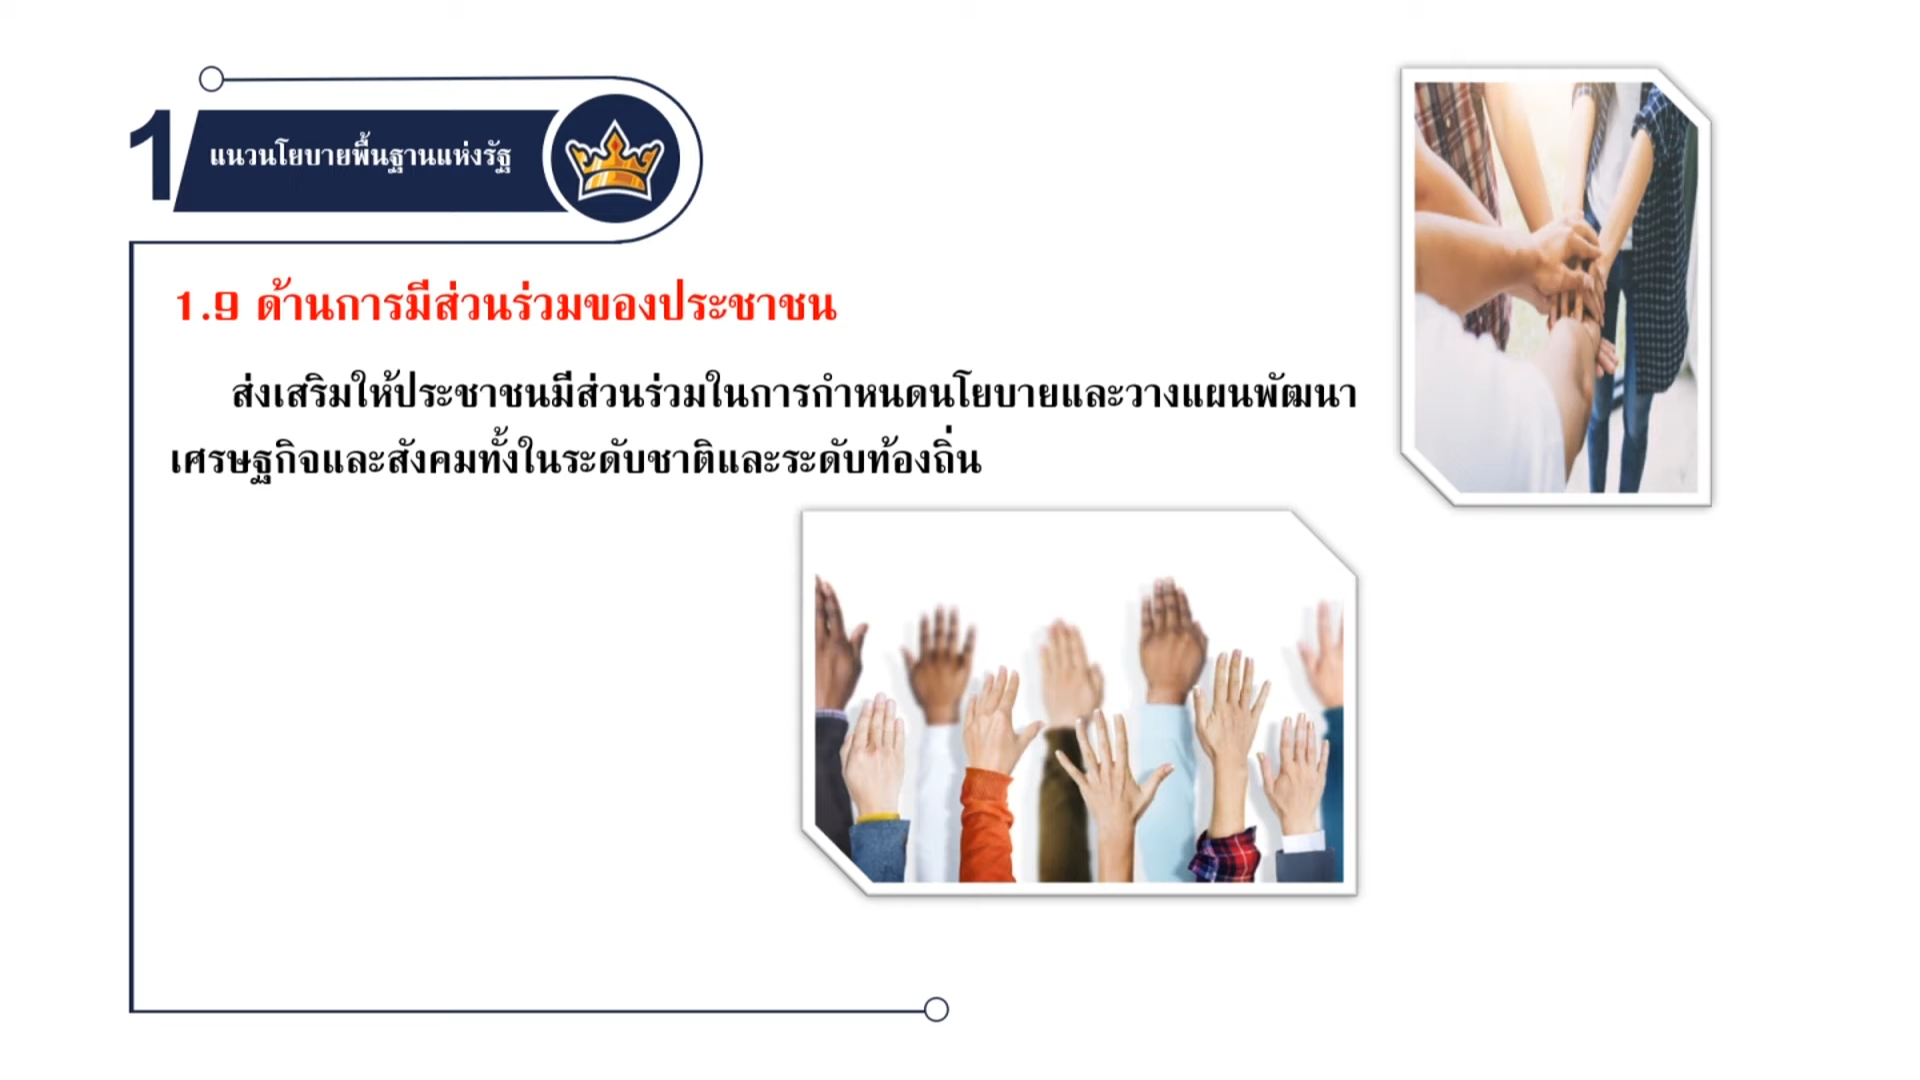 1
แนวนโยบายพื้นฐานแห่งรัฐ
1.9 ด้านการมีส่วนร่วมของประชาชน
ส่งเสริมให้ประชาชนมีส่วนร่วมในการกำหนดนโยบายและวางแผนพัฒนา
เศรษฐกิจและสังคมทั้งในระดับชาติและระดับท้องถิ่น